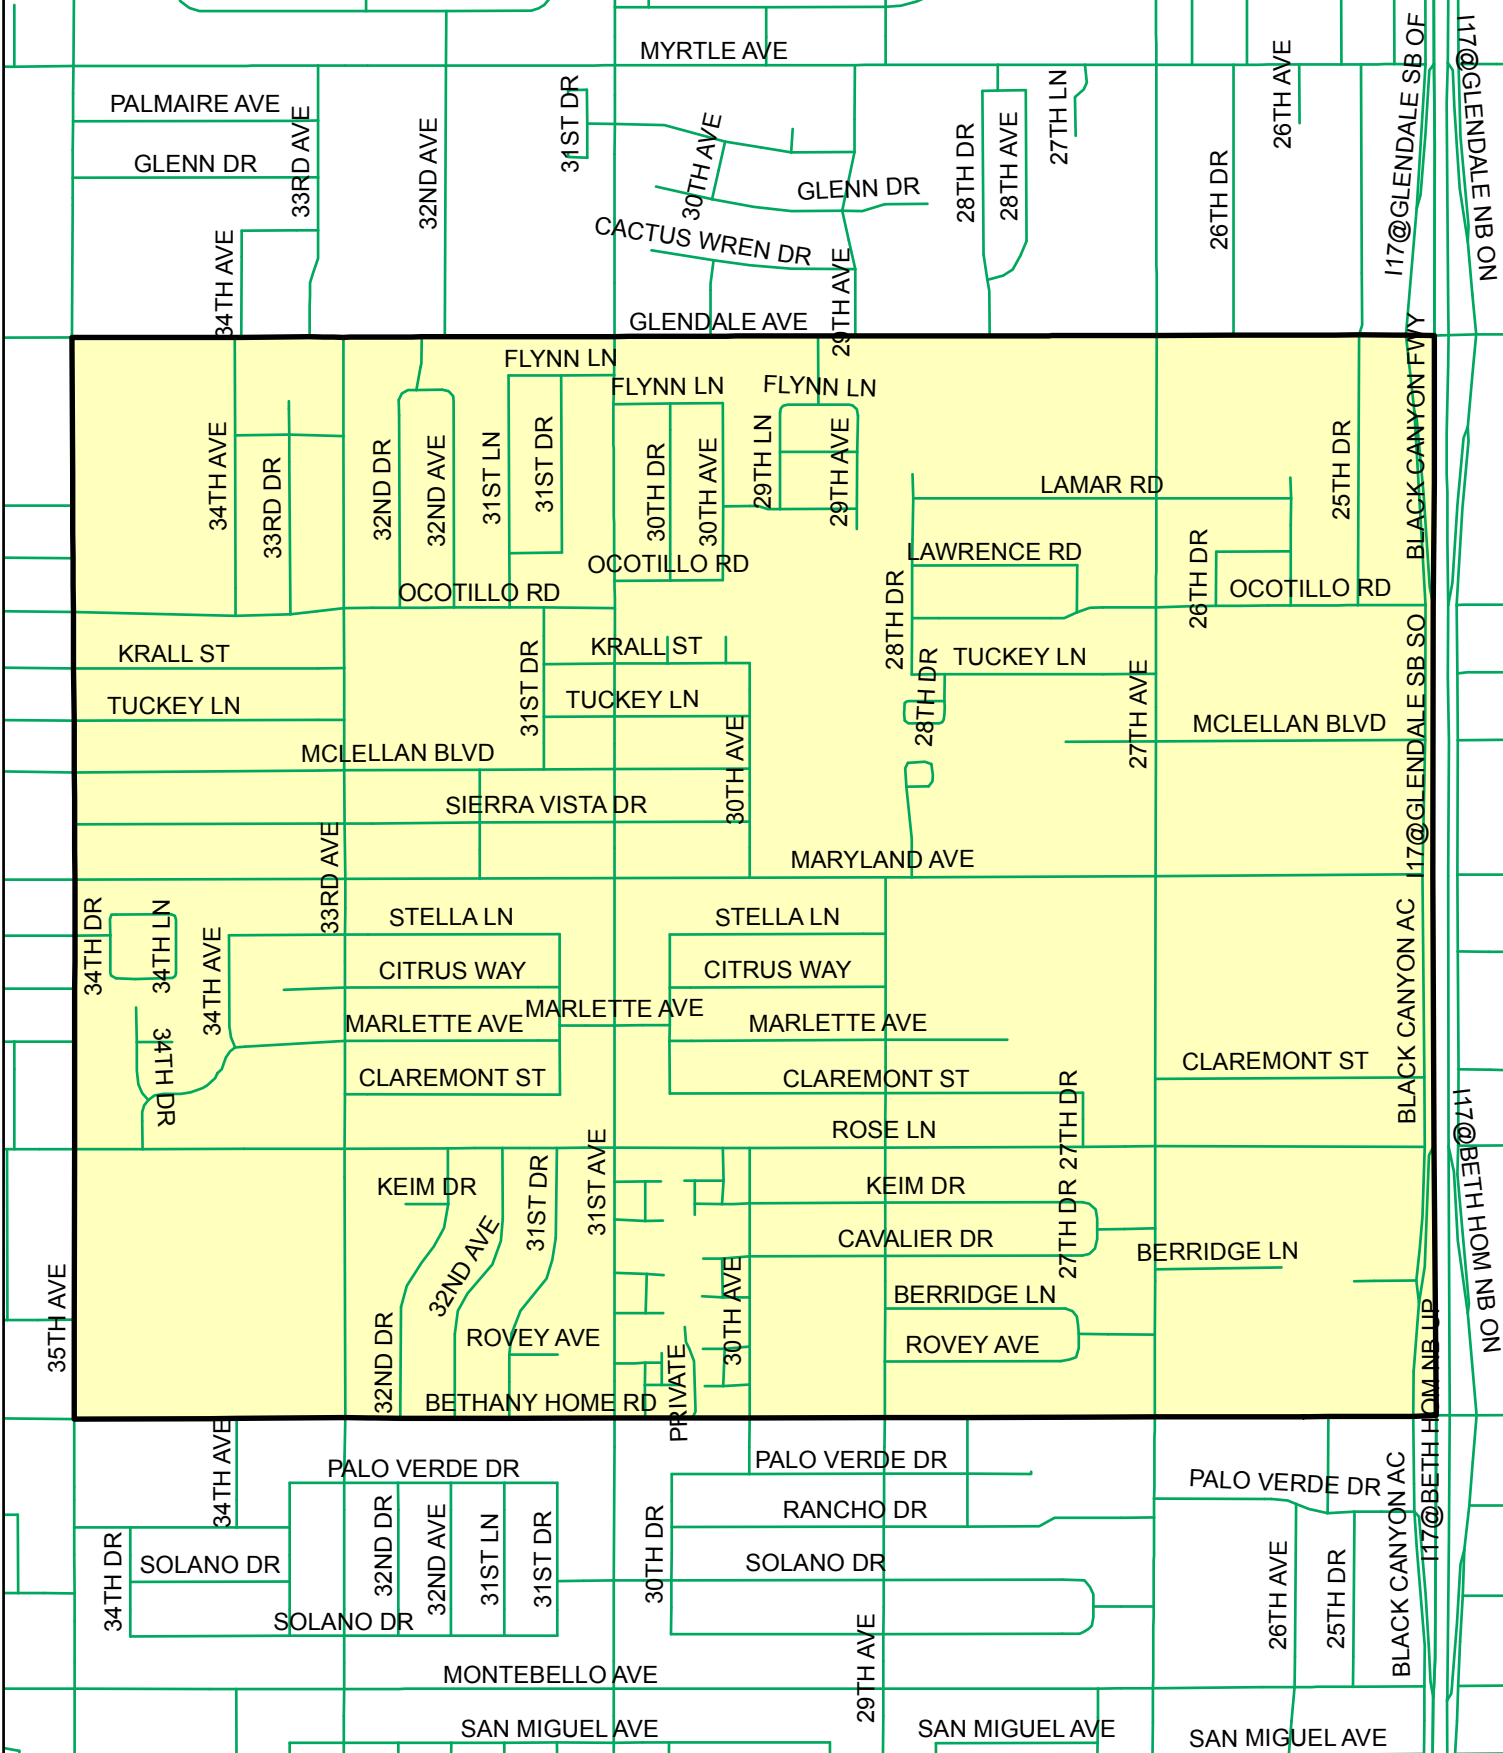 MYRTLE AVE
I17@GLENDALE SB OF
I17@GLENDALE NB ON
PALMAIRE AVE
33RD AVE
32ND AVE
31ST DR
30TH AVE
28TH DR
28TH AVE
27TH LN
26TH DR
26TH AVE
GLENN DR
GLENN DR
CACTUS WREN DR
34TH AVE
29TH AVE
GLENDALE AVE
BLACK CANYON FWY
FLYNN LN
FLYNN LN
FLYNN LN
34TH AVE
33RD DR
32ND DR
32ND AVE
31ST LN
31ST DR
30TH DR
30TH AVE
29TH LN
29TH AVE
25TH DR
LAMAR RD
LAWRENCE RD
OCOTILLO RD
OCOTILLO RD
28TH DR
26TH DR
OCOTILLO RD
KRALL ST
31ST DR
KRALL ST
28TH DR
TUCKEY LN
27TH AVE
I17@GLENDALE SB SO
TUCKEY LN
TUCKEY LN
MCLELLAN BLVD
MCLELLAN BLVD
30TH AVE
SIERRA VISTA DR
33RD AVE
MARYLAND AVE
34TH DR
34TH LN
34TH AVE
STELLA LN
STELLA LN
BLACK CANYON AC
CITRUS WAY
CITRUS WAY
MARLETTE AVE
MARLETTE AVE
MARLETTE AVE
34TH DR
CLAREMONT ST
CLAREMONT ST
CLAREMONT ST
27TH DR
ROSE LN
I17@BETH HOM NB ON
31ST AVE
KEIM DR
32ND AVE
31ST DR
KEIM DR
27TH DR
CAVALIER DR
BERRIDGE LN
35TH AVE
30TH AVE
BERRIDGE LN
32ND DR
ROVEY AVE
ROVEY AVE
PRIVATE
I17@BETH HOM NB UP
BETHANY HOME RD
34TH AVE
PALO VERDE DR
PALO VERDE DR
PALO VERDE DR
BLACK CANYON AC
32ND DR
32ND AVE
31ST LN
31ST DR
30TH DR
RANCHO DR
34TH DR
SOLANO DR
SOLANO DR
26TH AVE
25TH DR
SOLANO DR
29TH AVE
MONTEBELLO AVE
SAN MIGUEL AVE
SAN MIGUEL AVE
SAN MIGUEL AVE